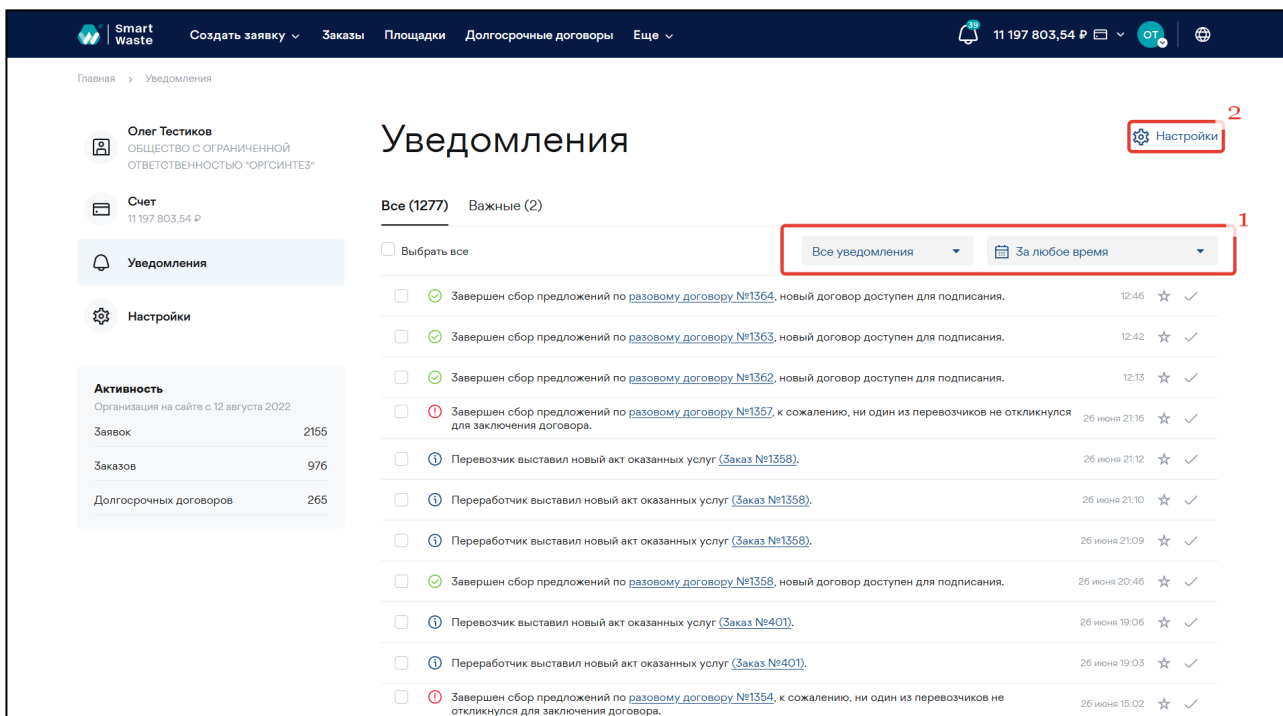 Smart Waste
Создать заявку Заказы Площадки Долгосрочные договоры Еще 39 11 197 803,54 ₽ ОТ
Главная > Уведомления
Олег Тестиков
ОБЩЕСТВО С ОГРАНИЧЕННОЙ
ОТВЕТСТВЕННОСТЬЮ "ОРГСИНТЕЗ"
Счет
11 197 803,54 ₽
Уведомления
Настройки
Активность
Организация на сайте с 12 августа 2022
Заявок 2155
Заказов 976
Долгосрочных договоров 265
Уведомления
2
Настройки
Все (1277) Важные (2)
1
Выбрать все Все уведомления За любое время
Завершен сбор предложений по разовому договору №1364, новый договор доступен для подписания. 12:46
Завершен сбор предложений по разовому договору №1363, новый договор доступен для подписания. 12:42
Завершен сбор предложений по разовому договору №1362, новый договор доступен для подписания. 12:13
Завершен сбор предложений по разовому договору №1357, к сожалению, ни один из перевозчиков не откликнулся
для заключения договора. 26 июня 21:16
Перевозчик выставил новый акт оказанных услуг (Заказ №1358). 26 июня 21:12
Переработчик выставил новый акт оказанных услуг (Заказ №1358). 26 июня 21:10
Переработчик выставил новый акт оказанных услуг (Заказ №1358). 26 июня 21:09
Завершен сбор предложений по разовому договору №1358, новый договор доступен для подписания. 26 июня 20:46
Перевозчик выставил новый акт оказанных услуг (Заказ №401). 26 июня 19:06
Переработчик выставил новый акт оказанных услуг (Заказ №401). 26 июня 19:03
Завершен сбор предложений по разовому договору №1354, к сожалению, ни один из перевозчиков не
откликнулся для заключения договора. 26 июня 15:02